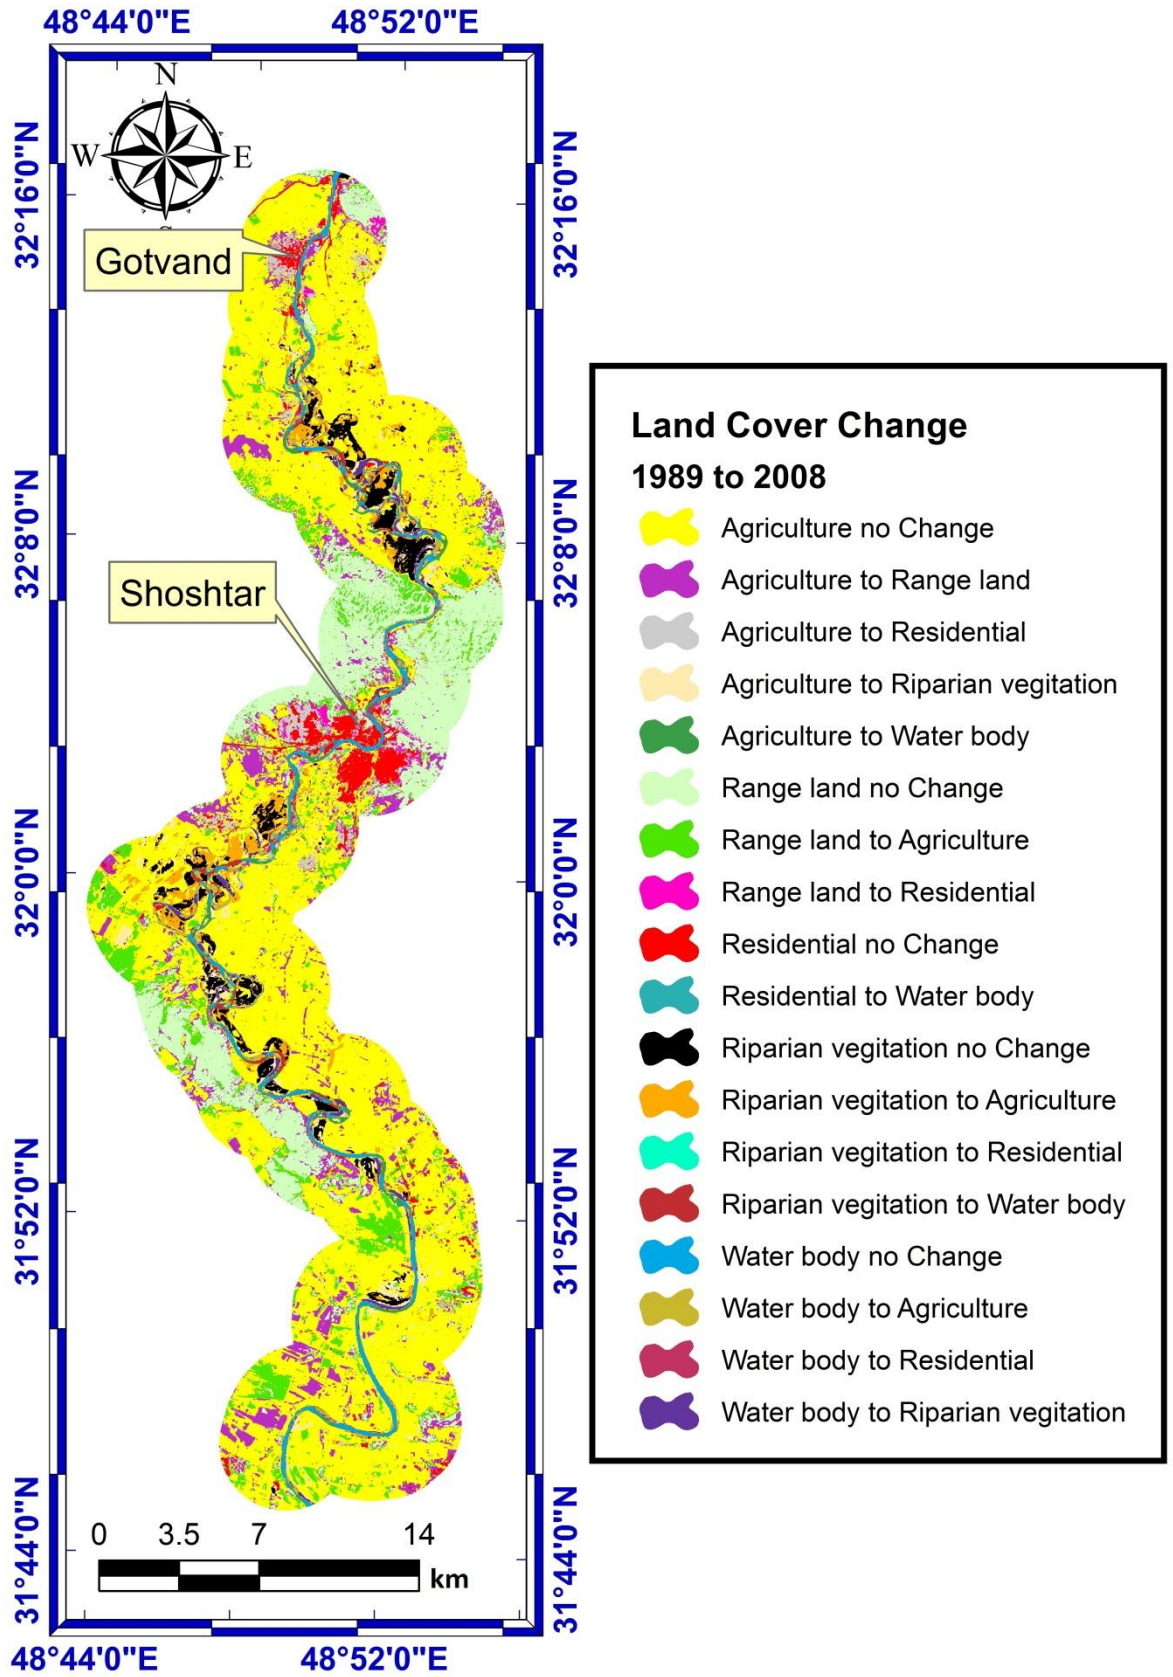 48°44'0"E 48°52'0"E
N
W E
S
32°16'0"N 32°16'0"N
Gotvand
32°8'0"N 32°8'0"N
Shoshtar
32°0'0"N 32°0'0"N
31°52'0"N 31°52'0"N
31°44'0"N 31°44'0"N
0 3.5 7 14
km
48°44'0"E 48°52'0"E
Land Cover Change
1989 to 2008
Agriculture no Change
Agriculture to Range land
Agriculture to Residential
Agriculture to Riparian vegitation
Agriculture to Water body
Range land no Change
Range land to Agriculture
Range land to Residential
Residential no Change
Residential to Water body
Riparian vegitation no Change
Riparian vegitation to Agriculture
Riparian vegitation to Residential
Riparian vegitation to Water body
Water body no Change
Water body to Agriculture
Water body to Residential
Water body to Riparian vegitation